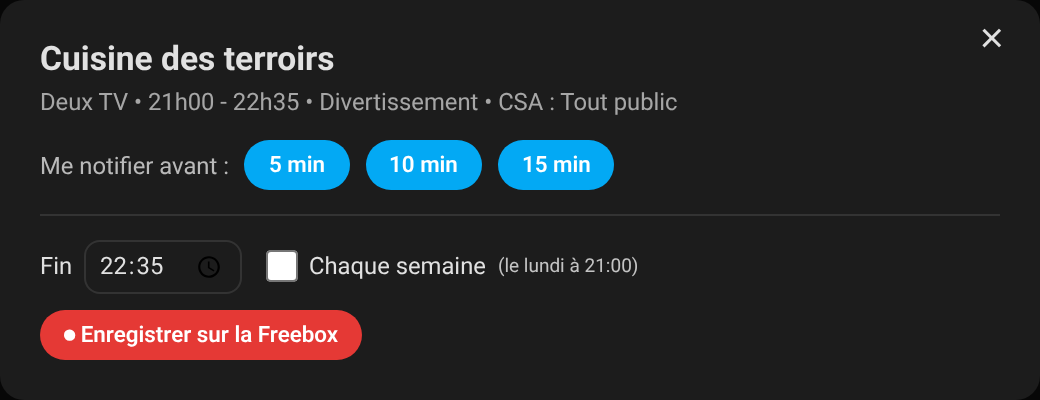 Cuisine des terroirs
Deux TV • 21h00 - 22h35 • Divertissement • CSA : Tout public
Me notifier avant : 5 min 10 min 15 min
Fin 22:35 Chaque semaine (le lundi à 21:00)
Enregistrer sur la Freebox